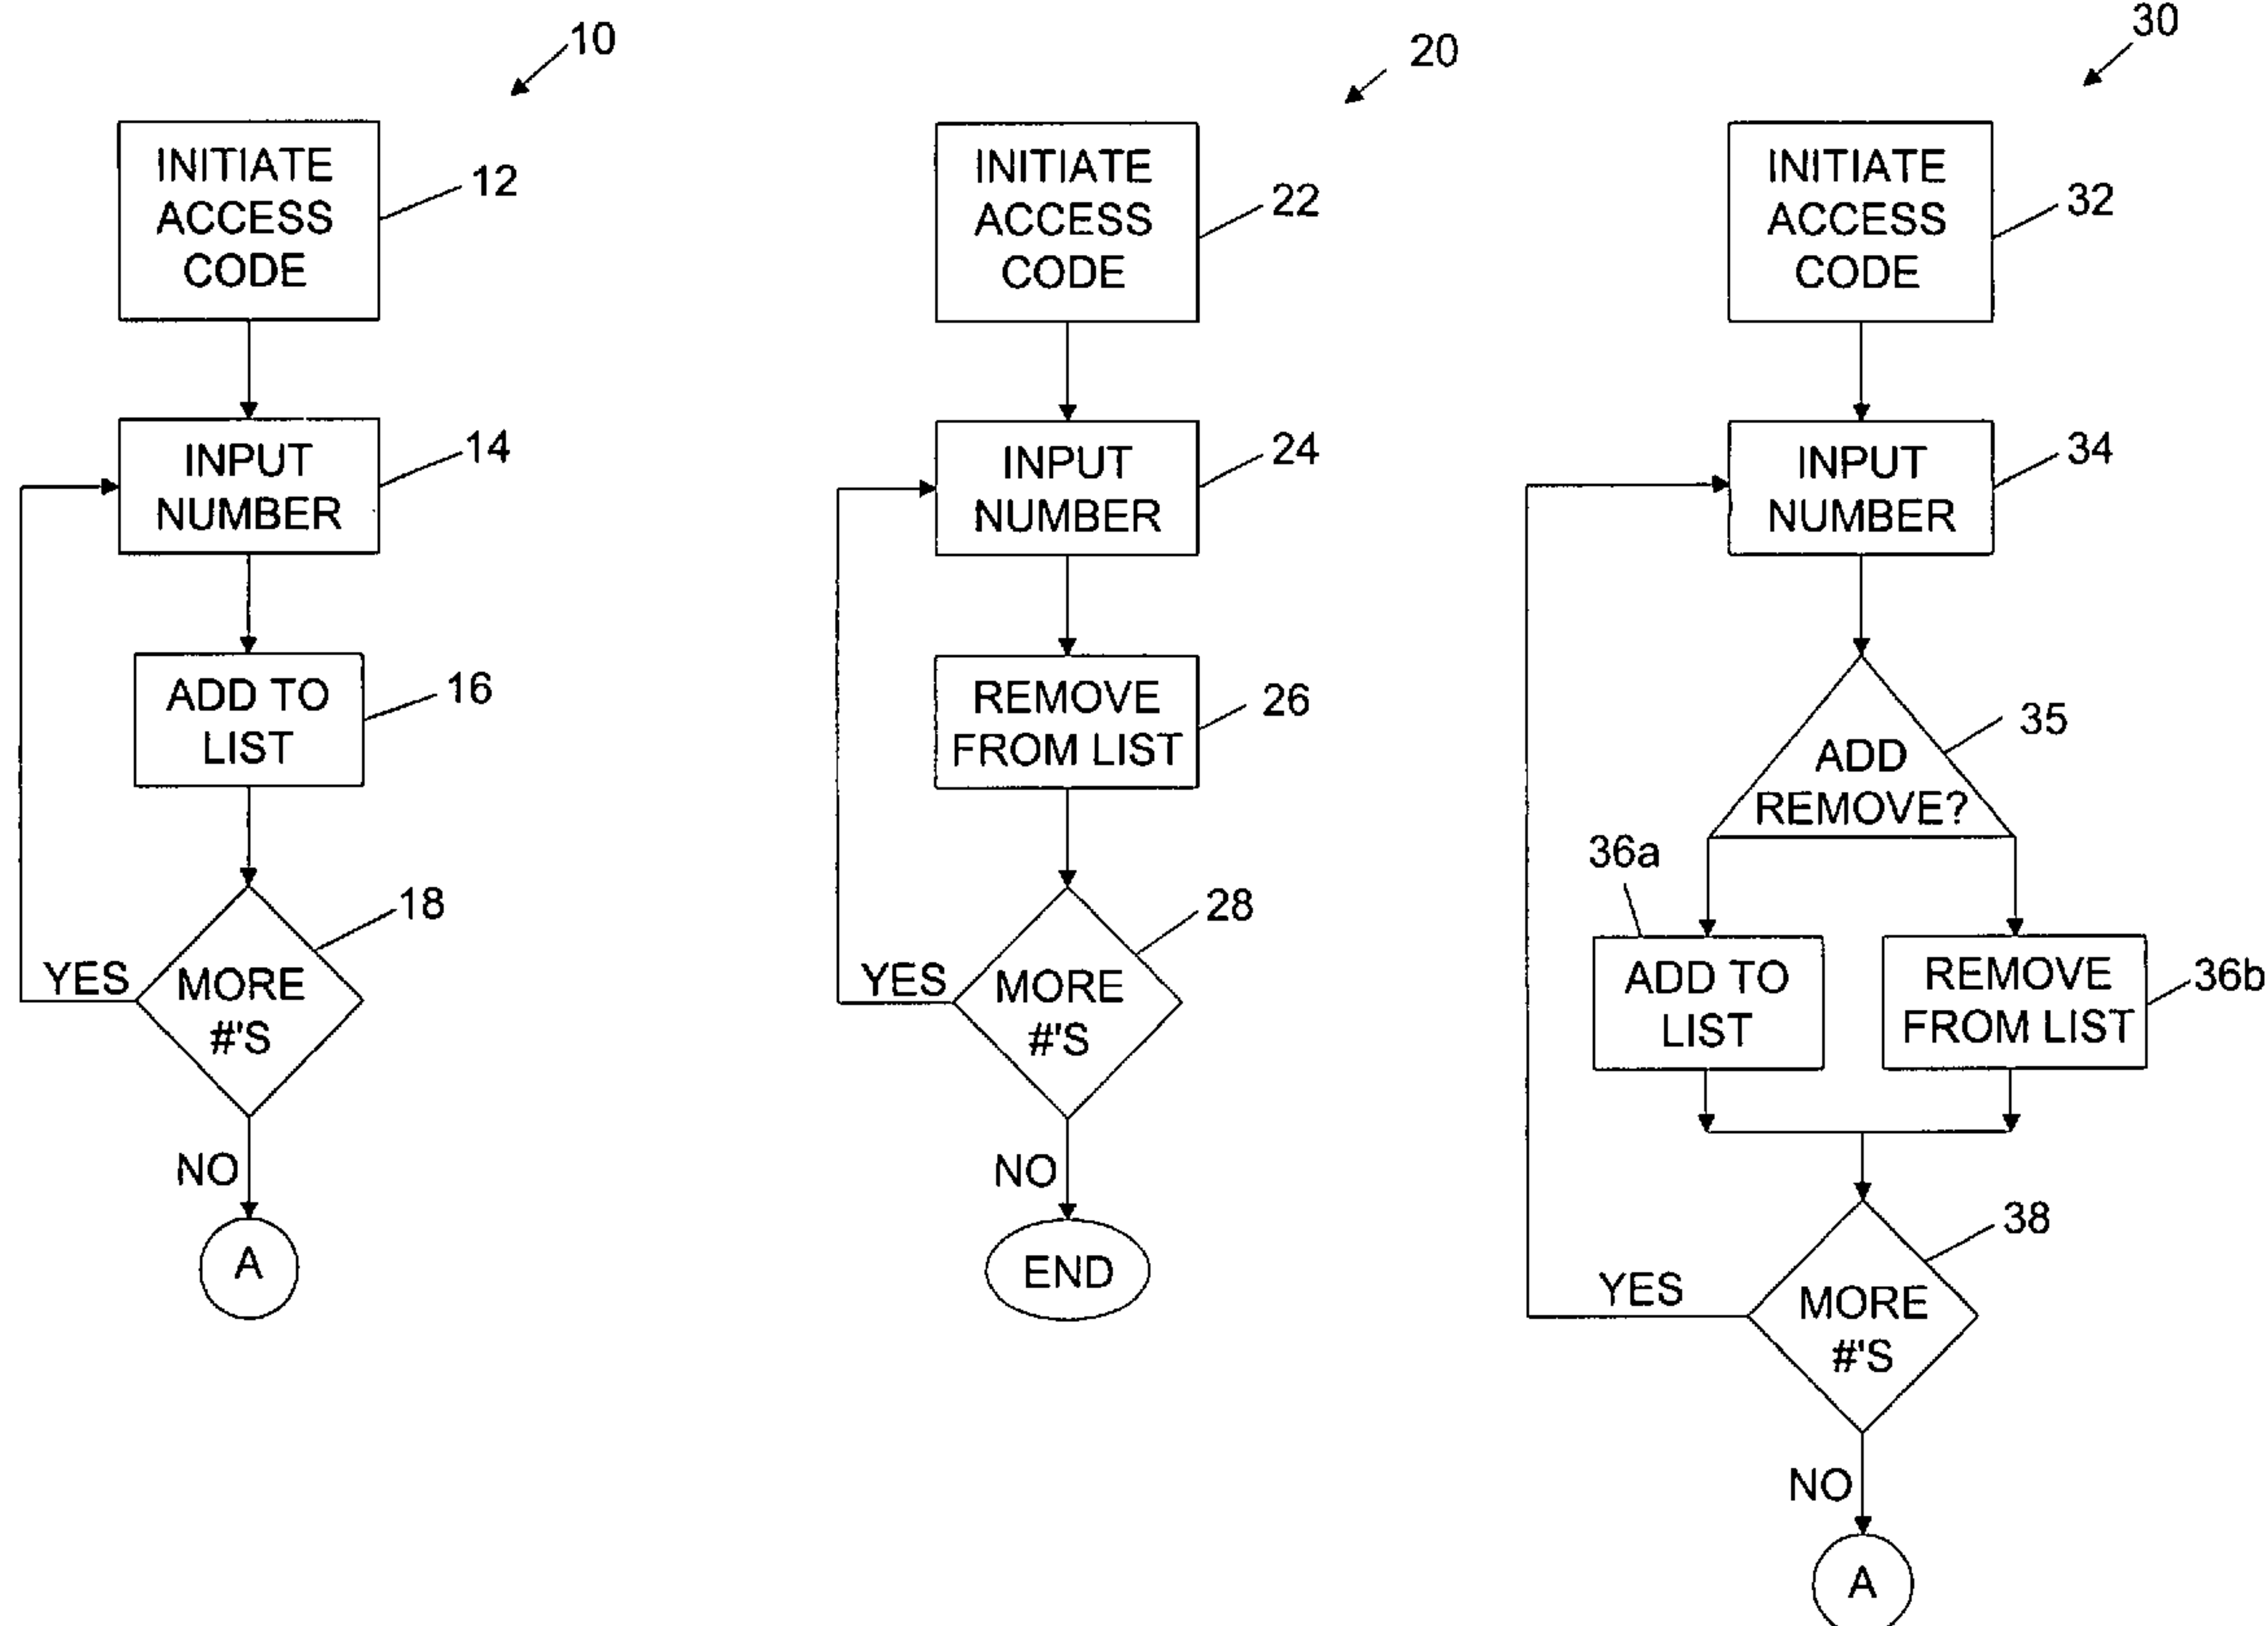 10
INITIATE
ACCESS
CODE
12
INPUT
NUMBER
14
ADD TO
LIST
16
MORE
#'S
18
YES
NO
A
20
INITIATE
ACCESS
CODE
22
INPUT
NUMBER
24
REMOVE
FROM LIST
26
MORE
#'S
28
YES
NO
END
30
INITIATE
ACCESS
CODE
32
INPUT
NUMBER
34
ADD
REMOVE?
35
36a
ADD TO
LIST
REMOVE
FROM LIST
36b
MORE
#'S
38
YES
NO
A